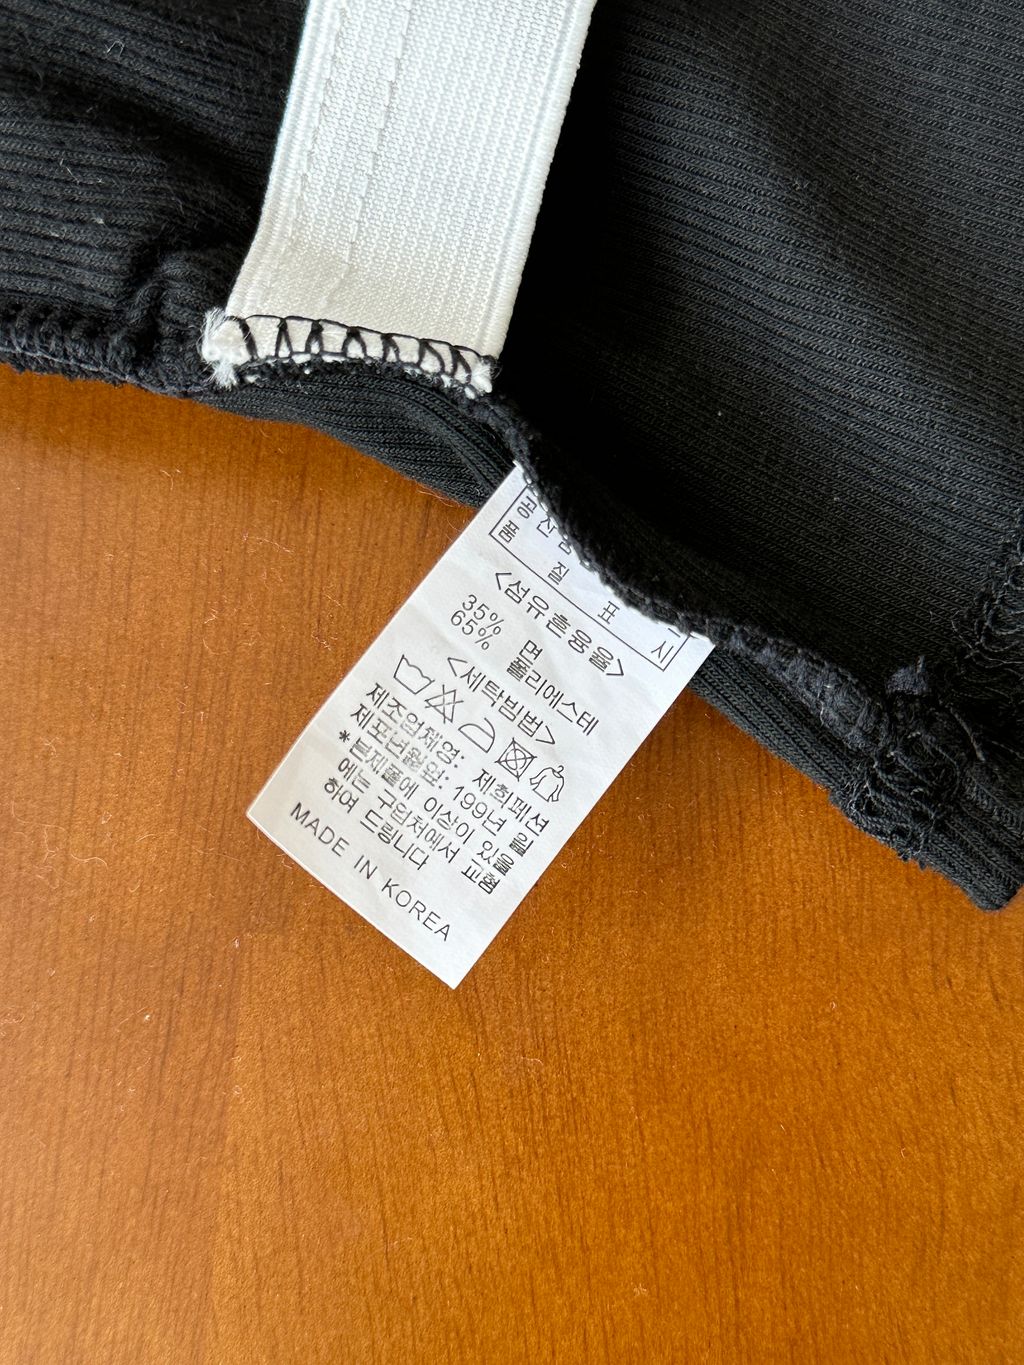 공산
품질표시
<섬유혼용율>
35% 면
65% 폴리에스테
<세탁방법>
제조업체명: 제희패션
제조년월일: 199년 월
*본제품에 이상이 있을
에는 구입처에서 교환
하여 드립니다
MADE IN KOREA